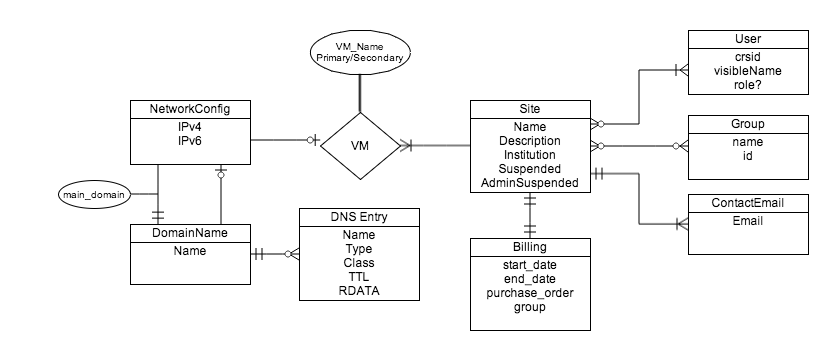 VM_Name
Primary/Secondary
User
crsid
visibleName
role?
NetworkConfig
IPv4
IPv6
VM
Site
Name
Description
Institution
Suspended
AdminSuspended
Group
name
id
main_domain
ContactEmail
Email
DomainName
Name
DNS Entry
Name
Type
Class
TTL
RDATA
Billing
start_date
end_date
purchase_order
group